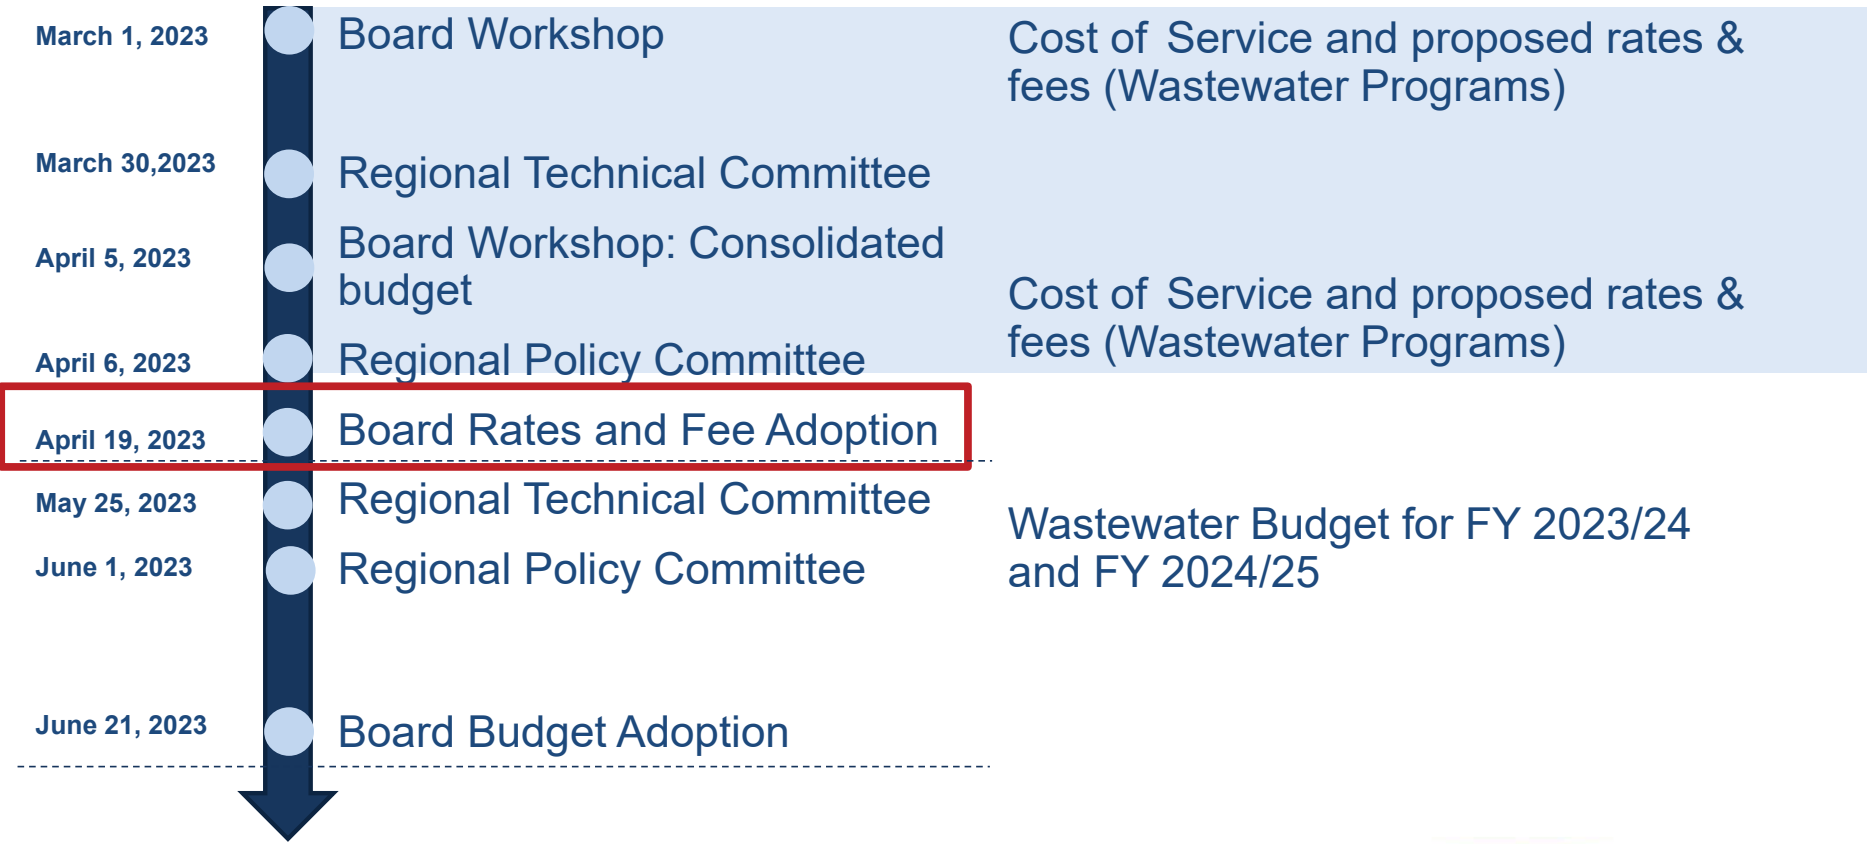 March 1, 2023
Board Workshop
Cost of Service and proposed rates &
fees (Wastewater Programs)
March 30,2023
Regional Technical Committee
April 5, 2023
Board Workshop: Consolidated
budget
Cost of Service and proposed rates &
fees (Wastewater Programs)
April 6, 2023
Regional Policy Committee
April 19, 2023
Board Rates and Fee Adoption
May 25, 2023
Regional Technical Committee
Wastewater Budget for FY 2023/24
and FY 2024/25
June 1, 2023
Regional Policy Committee
June 21, 2023
Board Budget Adoption